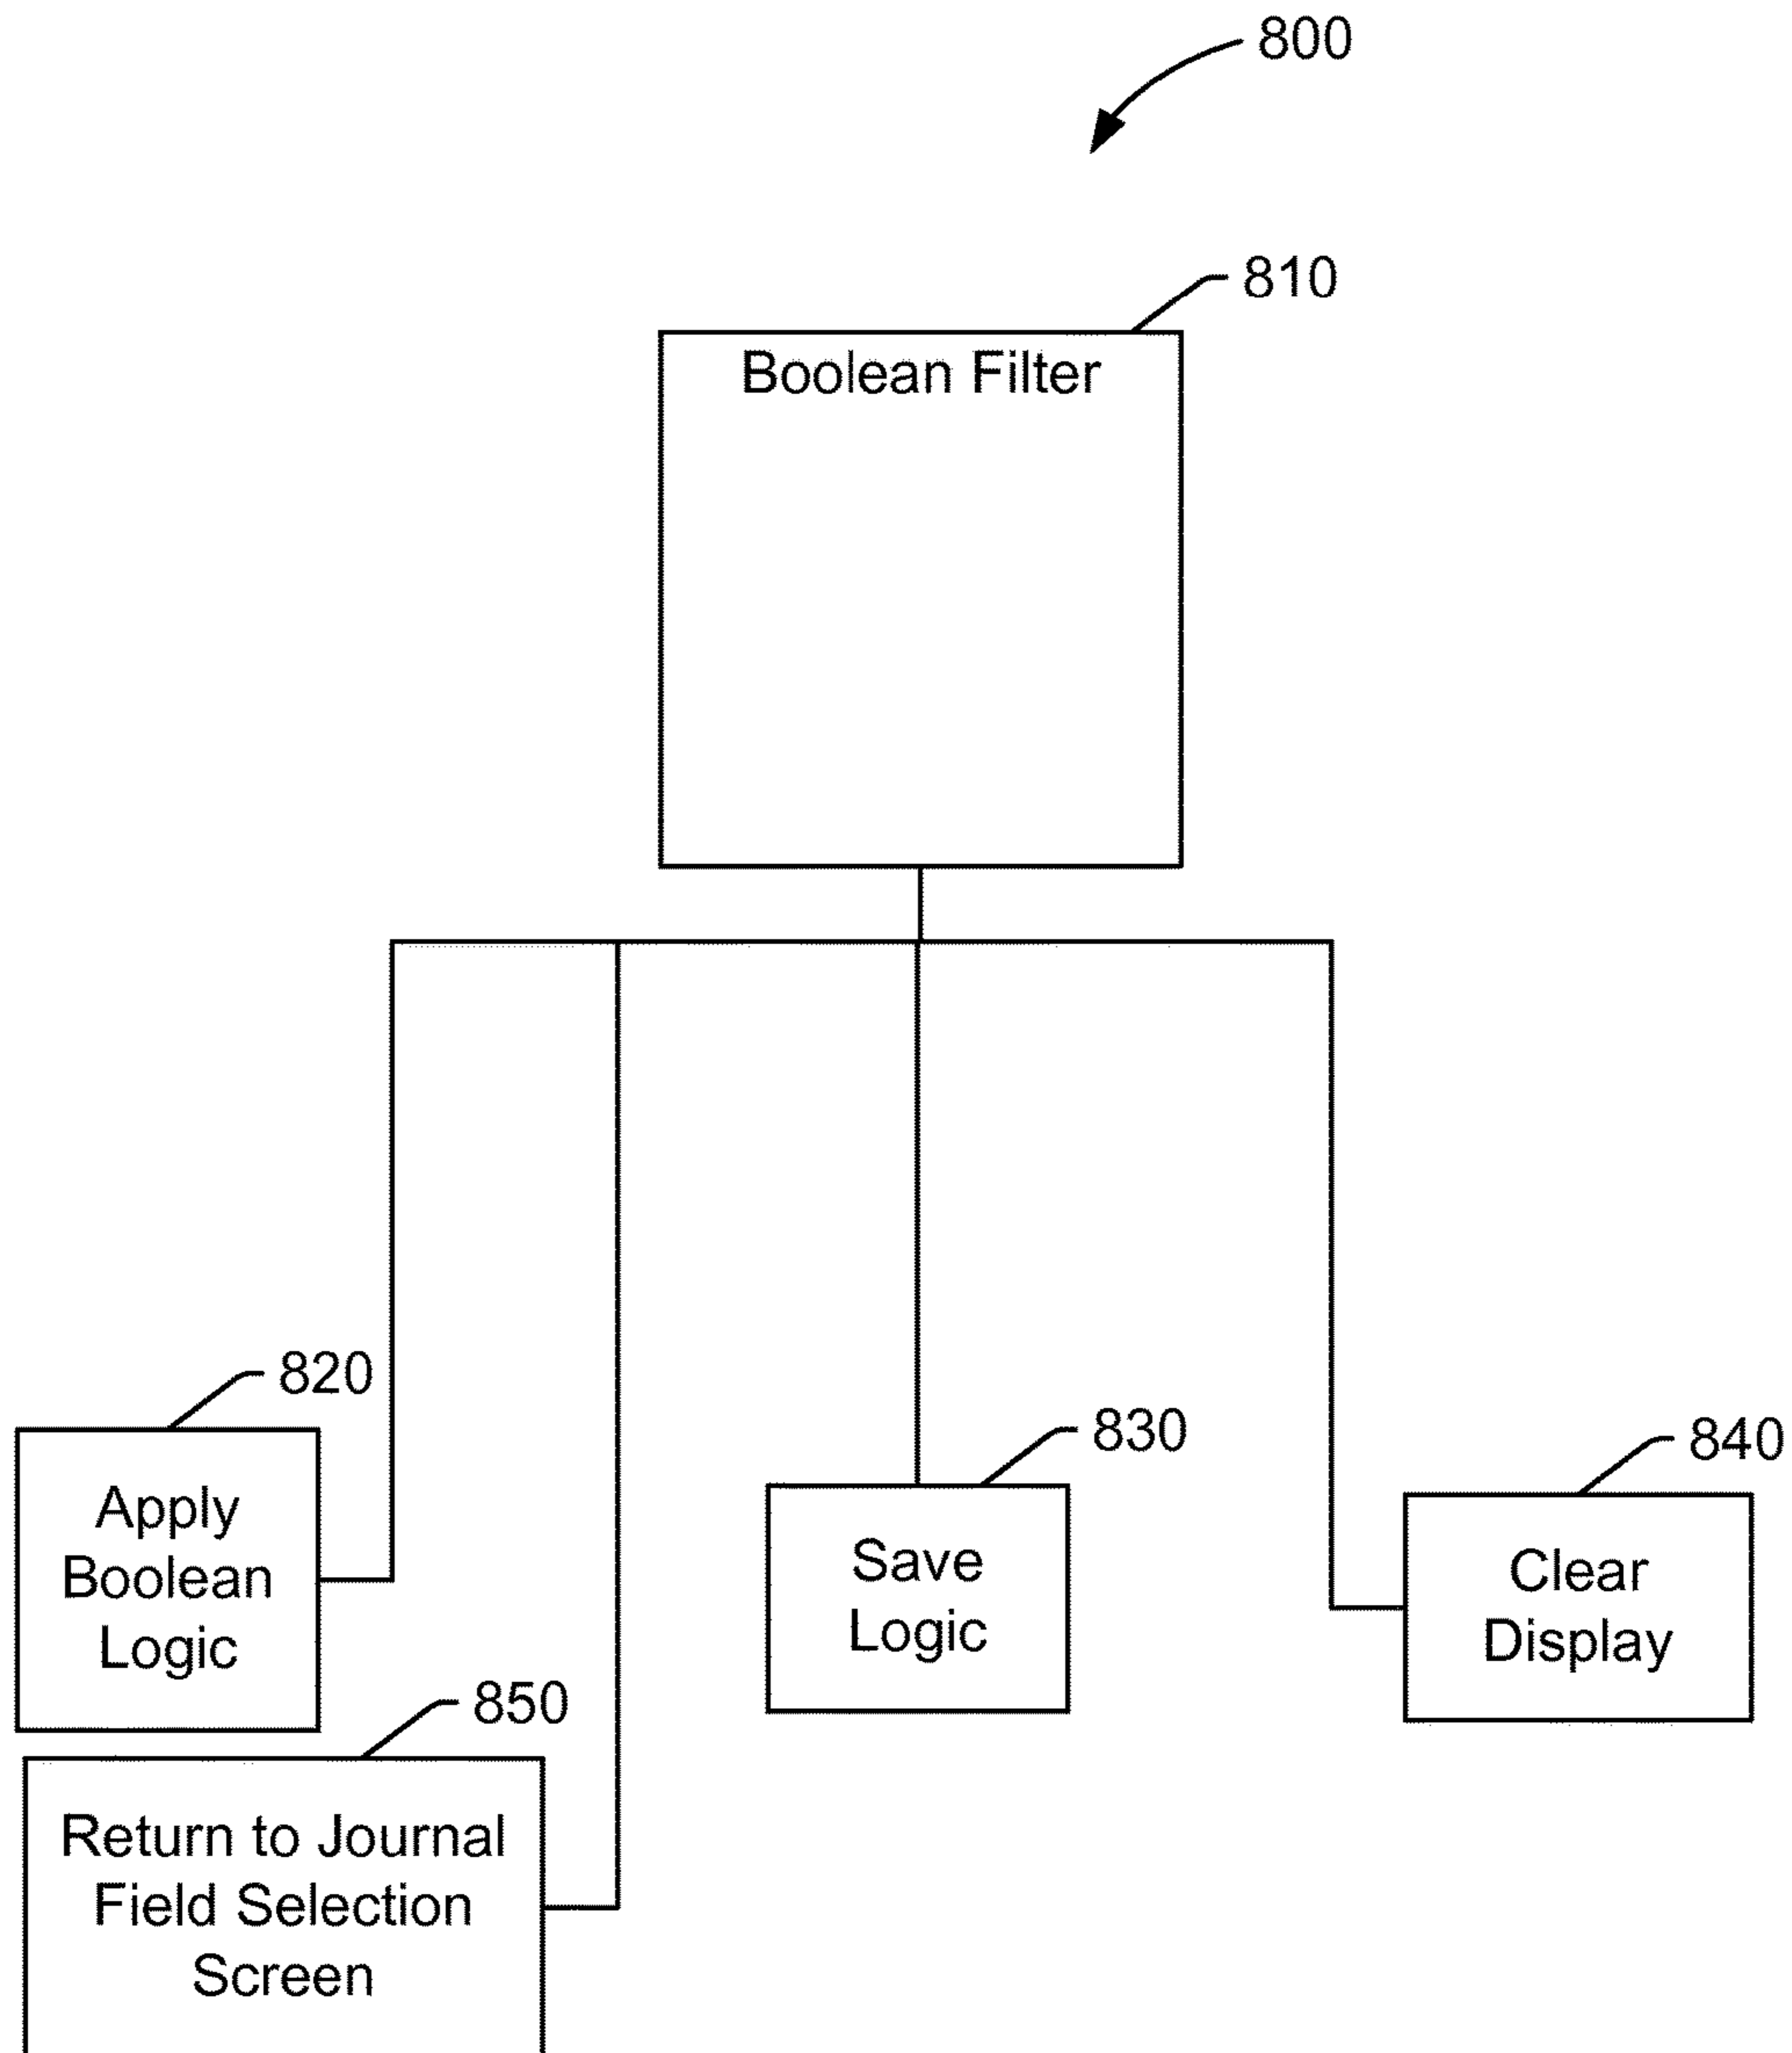 800
810
Boolean Filter
820
Apply
Boolean
Logic
830
Save
Logic
840
Clear
Display
850
Return to Journal
Field Selection
Screen